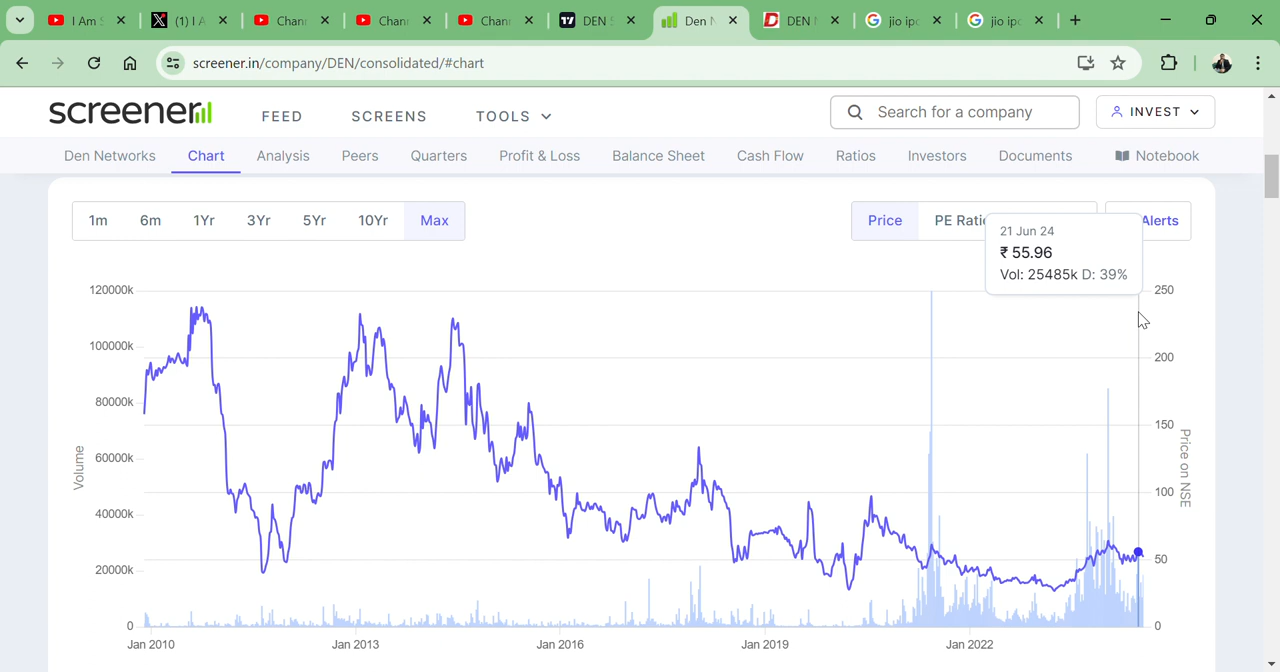 I Am S
(1) I A
Chann
Chann
Chann
DEN S
Den N
DEN N
jio ipo
jio ipo
screener.in/company/DEN/consolidated/#chart
screener
FEED
SCREENS
TOOLS
Search for a company
INVEST
Den Networks
Chart
Analysis
Peers
Quarters
Profit & Loss
Balance Sheet
Cash Flow
Ratios
Investors
Documents
Notebook
1m
6m
1Yr
3Yr
5Yr
10Yr
Max
Price
PE Ratio
Alerts
21 Jun 24
₹ 55.96
Vol: 25485k D: 39%
120000k
100000k
80000k
60000k
40000k
20000k
0
Volume
250
200
150
100
50
0
Price on NSE
Jan 2010
Jan 2013
Jan 2016
Jan 2019
Jan 2022